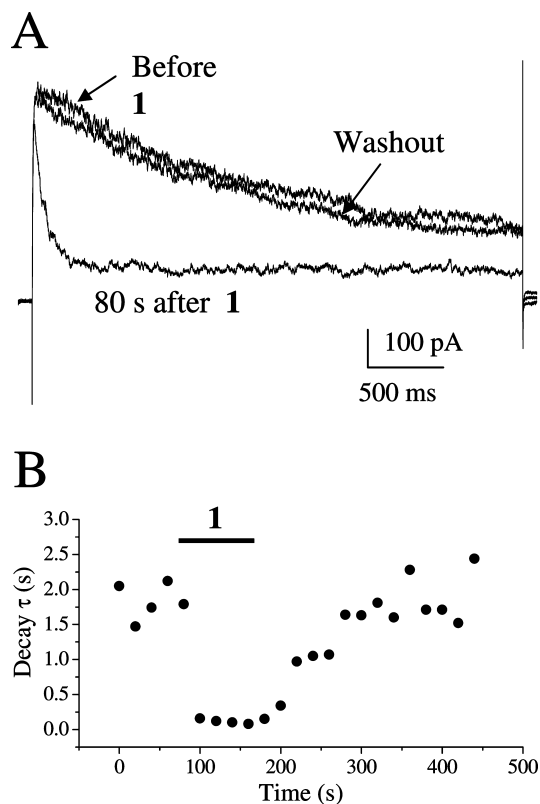 A
Before
1
Washout
80 s after 1
100 pA
500 ms
B
1
3.0
2.5
2.0
1.5
1.0
0.5
0.0
Decay τ (s)
0 100 200 300 400 500
Time (s)